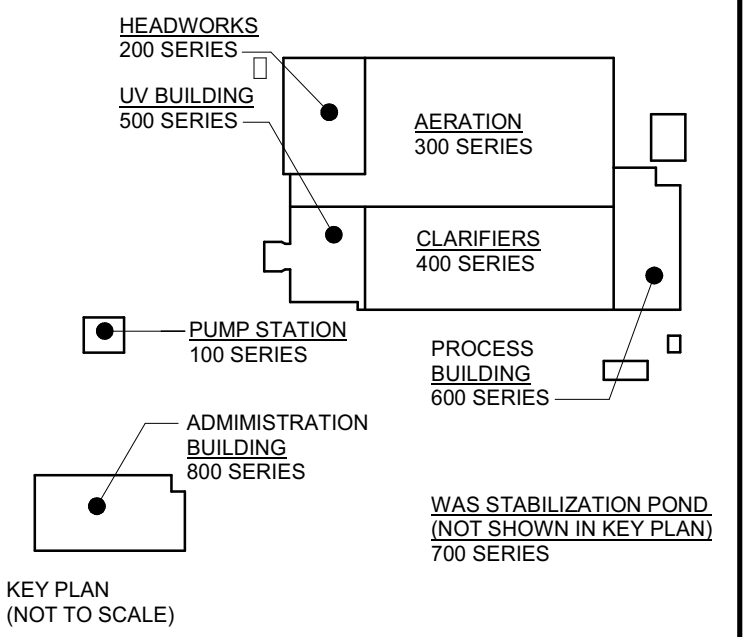 HEADWORKS
200 SERIES
UV BUILDING
500 SERIES
AERATION
300 SERIES
CLARIFIERS
400 SERIES
PUMP STATION
100 SERIES
PROCESS
BUILDING
600 SERIES
ADMIMISTRATION
BUILDING
800 SERIES
WAS STABILIZATION POND
(NOT SHOWN IN KEY PLAN)
700 SERIES
KEY PLAN
(NOT TO SCALE)